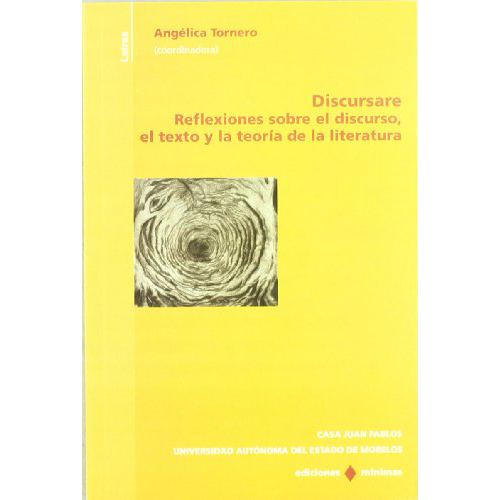 Letras
Angélica Tornero
(coordinadora)
Discursare
Reflexiones sobre el discurso,
el texto y la teoría de la literatura
CASA JUAN PABLOS
UNIVERSIDAD AUTÓNOMA DEL ESTADO DE MORELOS
ediciones mínimas